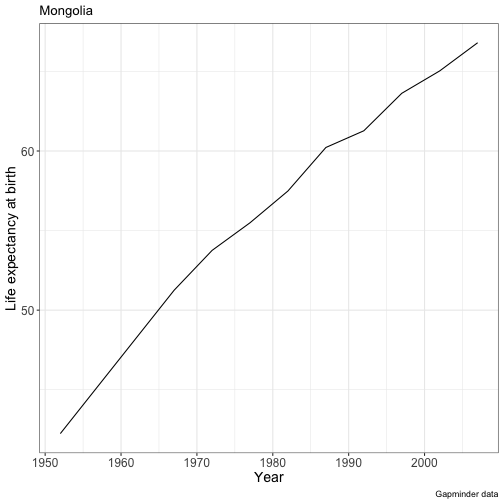 Mongolia
60
50
Life expectancy at birth
1950 1960 1970 1980 1990 2000
Year
Gapminder data